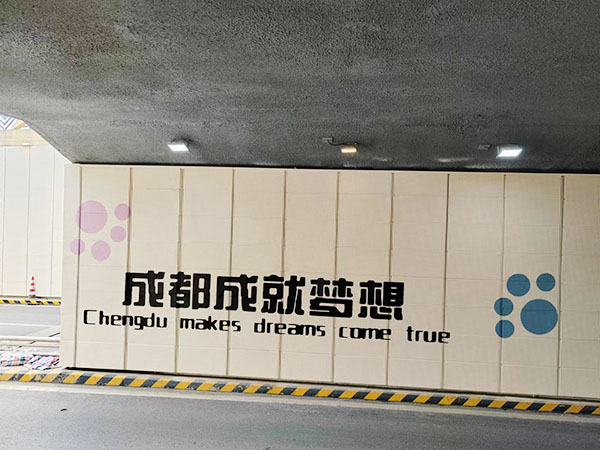 成都成就梦想
Chengdu makes dreams come true